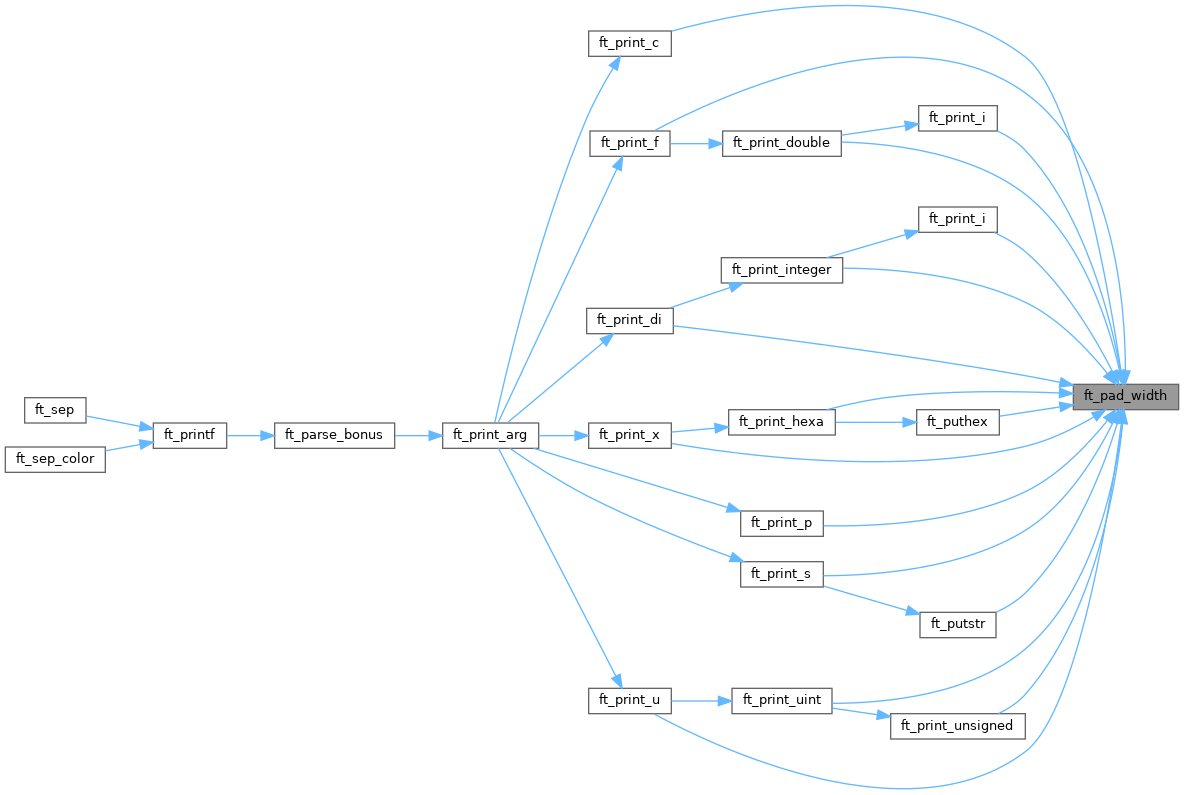 ft_print_c
ft_print_f
ft_print_double
ft_print_i
ft_print_i
ft_print_integer
ft_print_di
ft_pad_width
ft_sep
ft_sep_color
ft_printf
ft_parse_bonus
ft_print_arg
ft_print_x
ft_print_hexa
ft_puthex
ft_print_p
ft_print_s
ft_putstr
ft_print_u
ft_print_uint
ft_print_unsigned